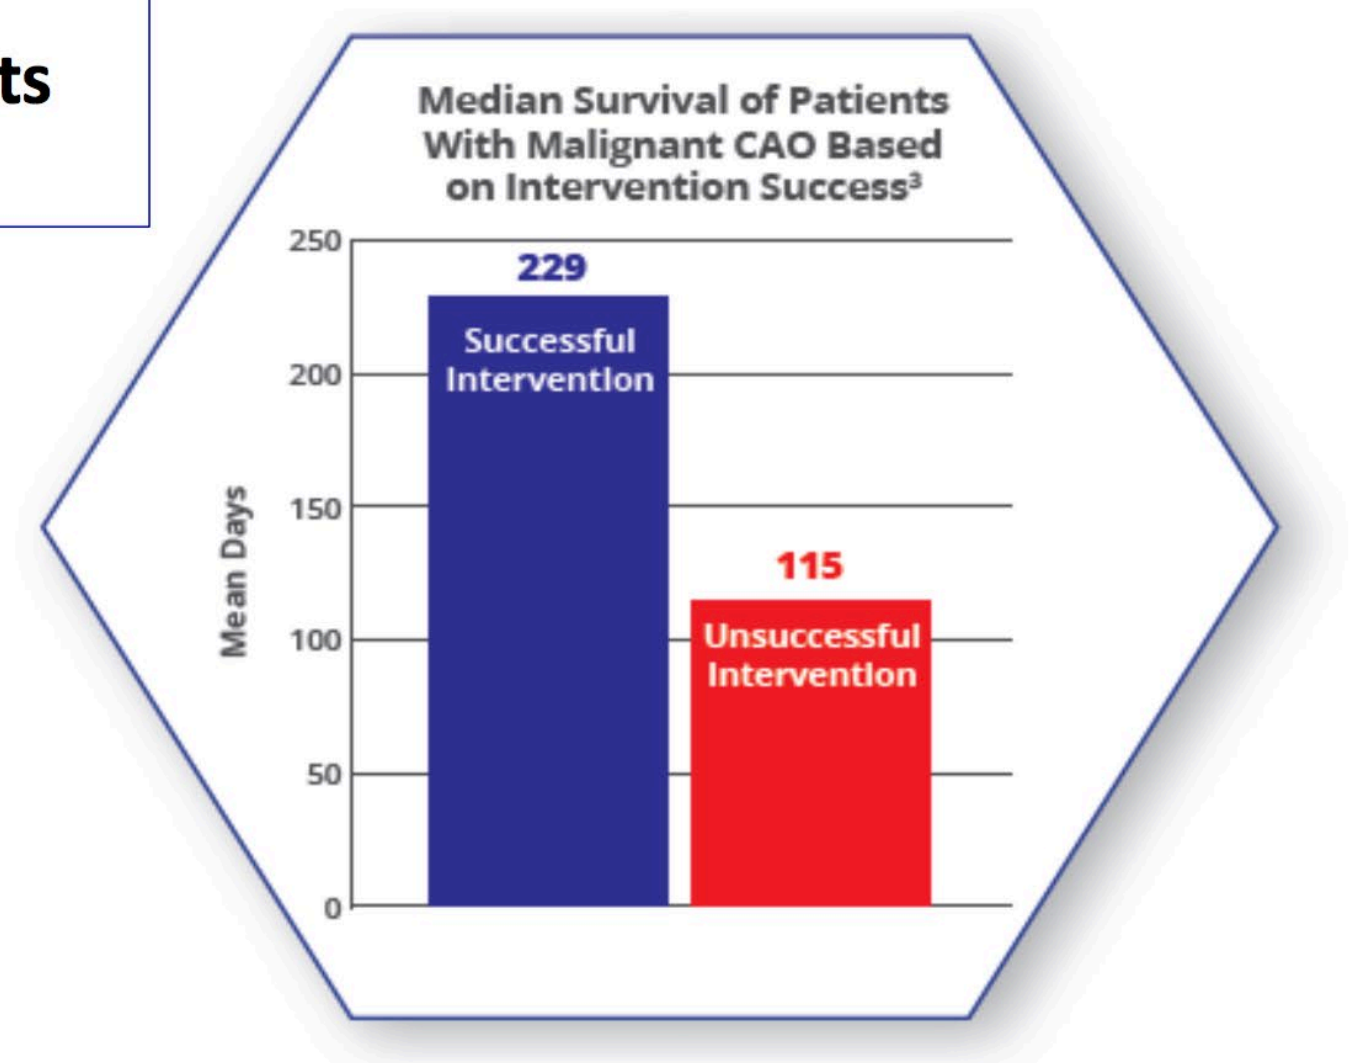 ts
Median Survival of Patients
With Malignant CAO Based
on Intervention Success³
250
229
Successful
Intervention
200
150
Mean Days
115
Unsuccessful
Intervention
100
50
0